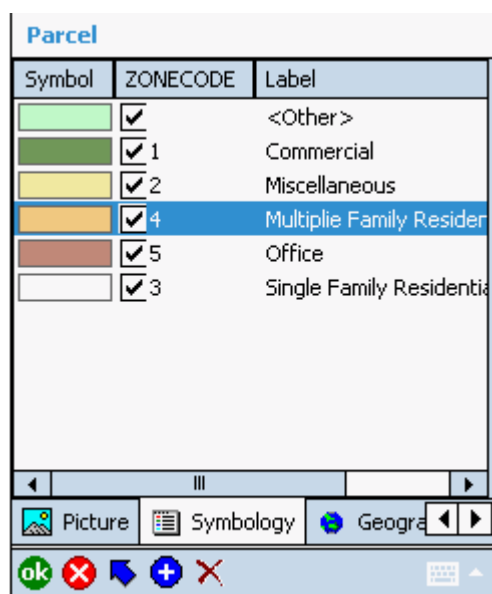 Parcel
Symbol ZONECODE Label
<Other>
1 Commercial
2 Miscellaneous
4 Multiplie Family Residen
5 Office
3 Single Family Residentia
Picture Symbology Geogra
ok